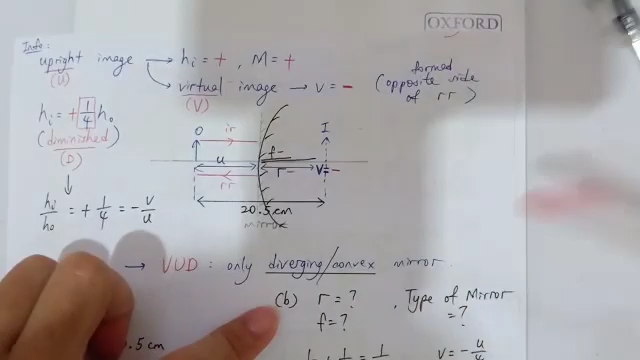 OXFORD
Info:
upright image → hi = + , M = +
(U)
virtual image → v = -
(V)
(formed opposite side of rr)
hi = + 1/4 ho
(diminished)
(D)
O
ir
I
u
f -
r -
v = -
rr
20.5 cm
mirror
hi/ho = + 1/4 = - v/u
→ VUD : only diverging/convex mirror.
(b) r = ? , Type of Mirror = ?
f = ?
.5 cm
v = - u/4